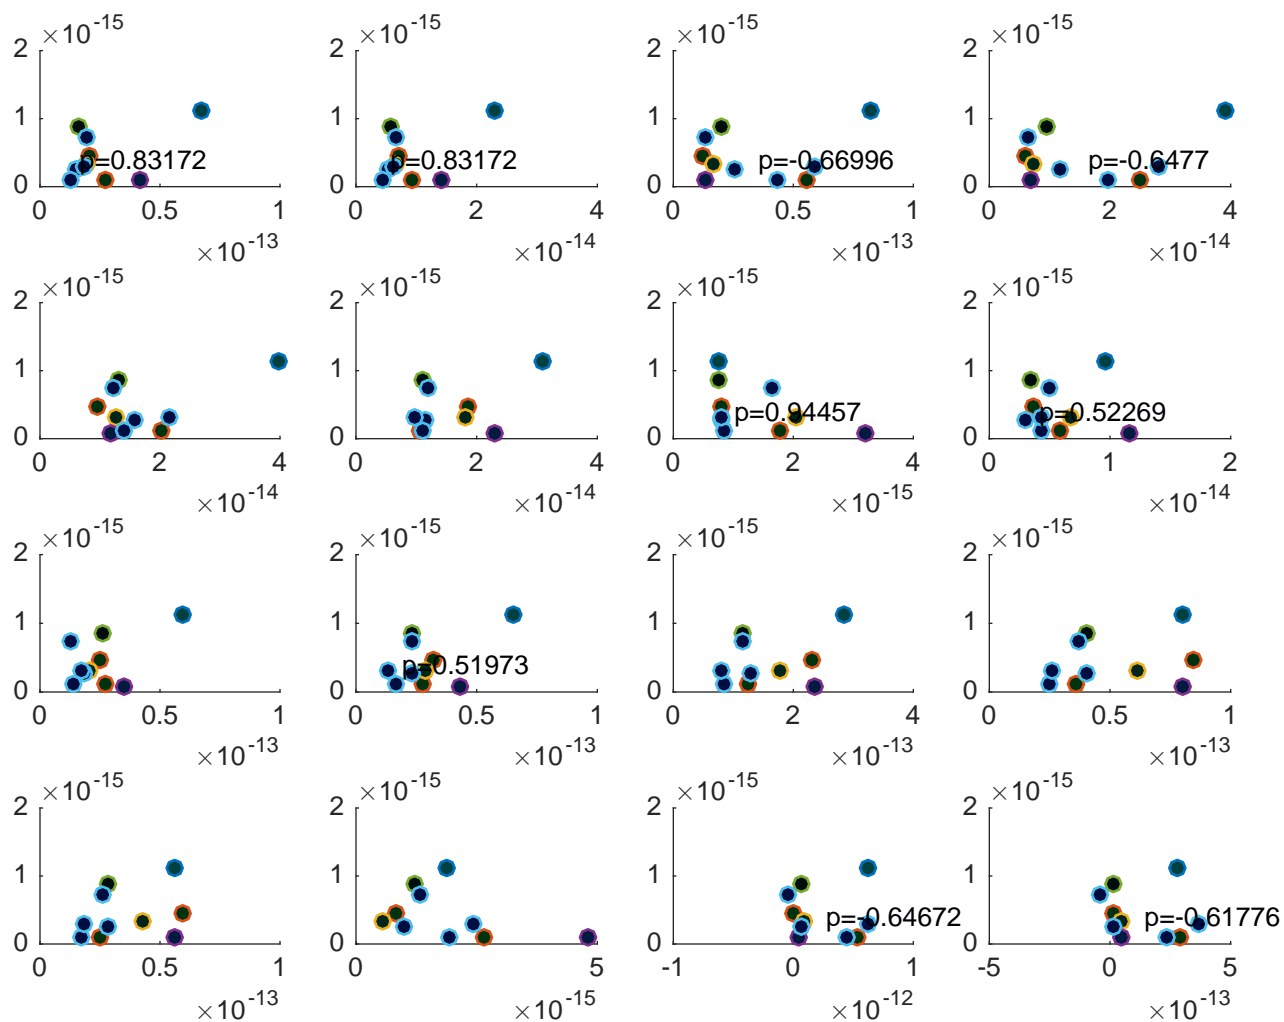 ×10⁻¹⁵ ×10⁻¹⁵ ×10⁻¹⁵ ×10⁻¹⁵
2 2 2 2
1 1 1 1
p=0.83172 p=0.83172 p=-0.66996 p=-0.6477
0 0 0 0
0 0.5 1 0 2 4 0 0.5 1 0 2 4
×10⁻¹³ ×10⁻¹⁴ ×10⁻¹³ ×10⁻¹⁴
×10⁻¹⁵ ×10⁻¹⁵ ×10⁻¹⁵ ×10⁻¹⁵
2 2 2 2
1 1 1 1
p=0.94457 p=0.52269
0 0 0 0
0 2 4 0 2 4 0 2 4 0 1 2
×10⁻¹⁴ ×10⁻¹⁴ ×10⁻¹⁵ ×10⁻¹⁴
×10⁻¹⁵ ×10⁻¹⁵ ×10⁻¹⁵ ×10⁻¹⁵
2 2 2 2
1 1 1 1
p=0.51973
0 0 0 0
0 0.5 1 0 0.5 1 0 2 4 0 0.5 1
×10⁻¹³ ×10⁻¹³ ×10⁻¹³ ×10⁻¹³
×10⁻¹⁵ ×10⁻¹⁵ ×10⁻¹⁵ ×10⁻¹⁵
2 2 2 2
1 1 1 1
p=-0.64672 p=-0.61776
0 0 0 0
0 0.5 1 0 5 -1 0 1 -5 0 5
×10⁻¹³ ×10⁻¹⁵ ×10⁻¹² ×10⁻¹³